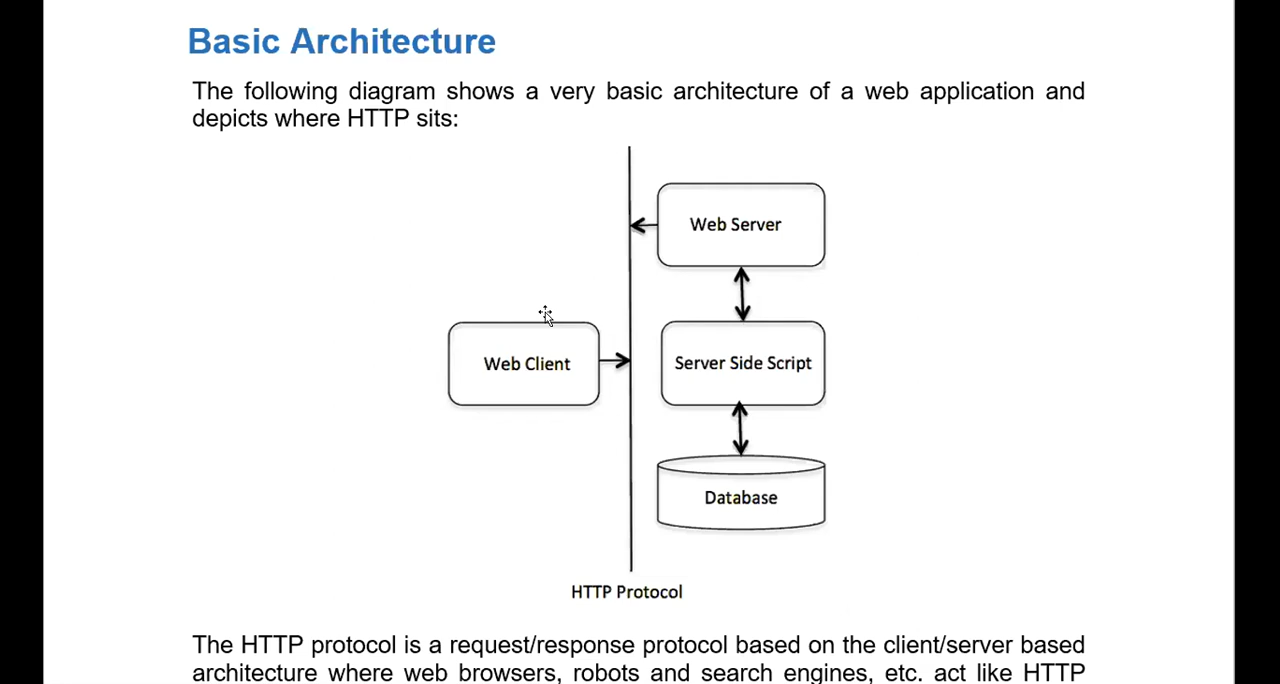 Basic Architecture
The following diagram shows a very basic architecture of a web application and
depicts where HTTP sits:
Web Server
Web Client
Server Side Script
Database
HTTP Protocol
The HTTP protocol is a request/response protocol based on the client/server based
architecture where web browsers, robots and search engines, etc. act like HTTP